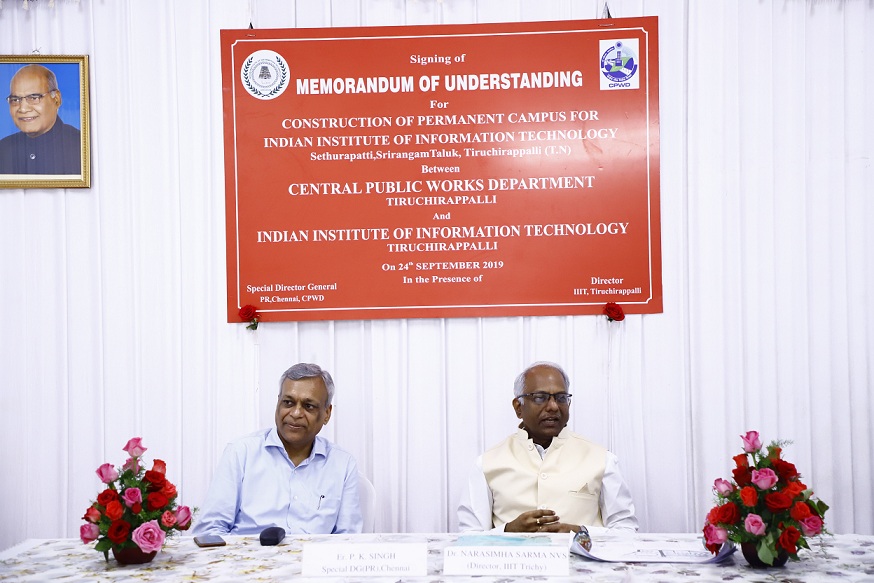 Signing of
MEMORANDUM OF UNDERSTANDING
For
CONSTRUCTION OF PERMANENT CAMPUS FOR
INDIAN INSTITUTE OF INFORMATION TECHNOLOGY
Sethurapatti,SrirangamTaluk, Tiruchirappalli (T.N)
Between
CENTRAL PUBLIC WORKS DEPARTMENT
TIRUCHIRAPPALLI
And
INDIAN INSTITUTE OF INFORMATION TECHNOLOGY
TIRUCHIRAPPALLI
On 24th SEPTEMBER 2019
In the Presence of
Special Director General
PR,Chennai, CPWD
Director
IIIT, Tiruchirappalli
CPWD
Er. P. K. SINGH
Special DG(PR),Chennai
Dr. NARASIMHA SARMA NVS
(Director, IIIT Trichy)